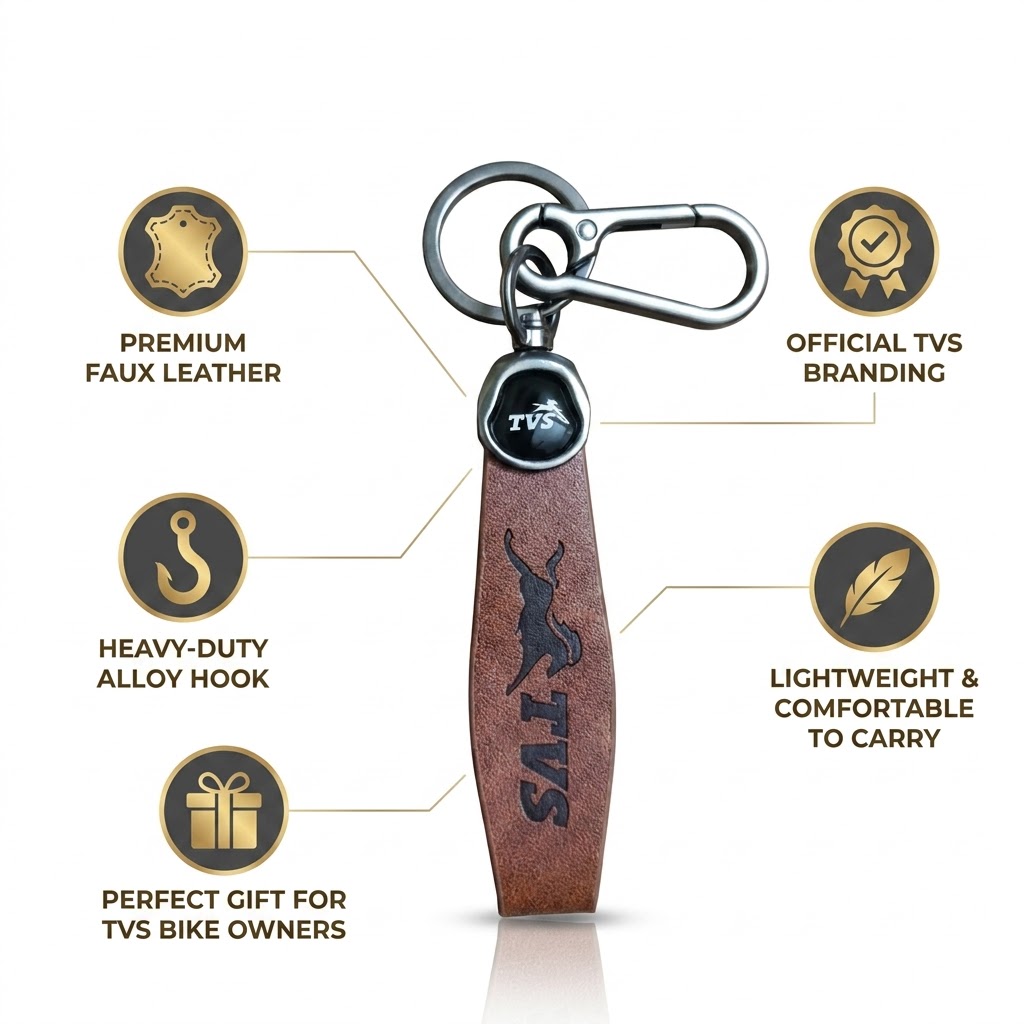 PREMIUM
FAUX LEATHER
OFFICIAL TVS
BRANDING
TVS
HEAVY-DUTY
ALLOY HOOK
LIGHTWEIGHT &
COMFORTABLE
TO CARRY
TVS
PERFECT GIFT FOR
TVS BIKE OWNERS